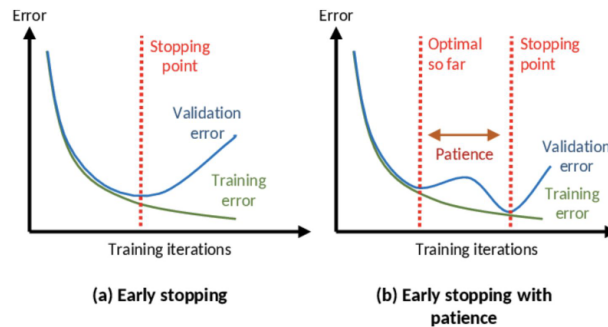 Error
Stopping
point
Validation
error
Training
error
Training iterations
(a) Early stopping
Error
Optimal
so far
Stopping
point
Patience
Validation
error
Training
error
Training iterations
(b) Early stopping with
patience